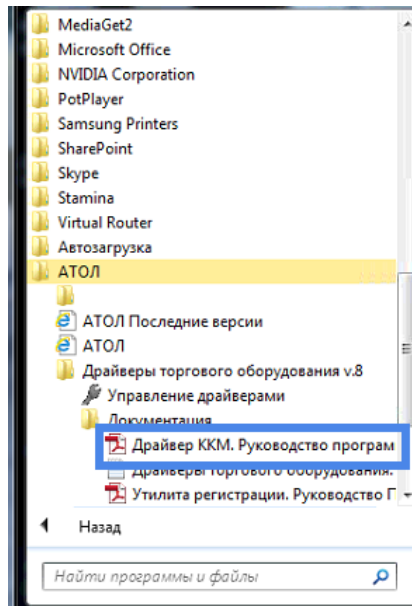 MediaGet2
Microsoft Office
NVIDIA Corporation
PotPlayer
Samsung Printers
SharePoint
Skype
Stamina
Virtual Router
Автозагрузка
АТОЛ
АТОЛ Последние версии
АТОЛ
Драйверы торгового оборудования v.8
Управление драйверами
Документация
Драйвер ККМ. Руководство програм
Драйверы торгового оборудования.
Утилита регистрации. Руководство П
Назад
Найти программы и файлы